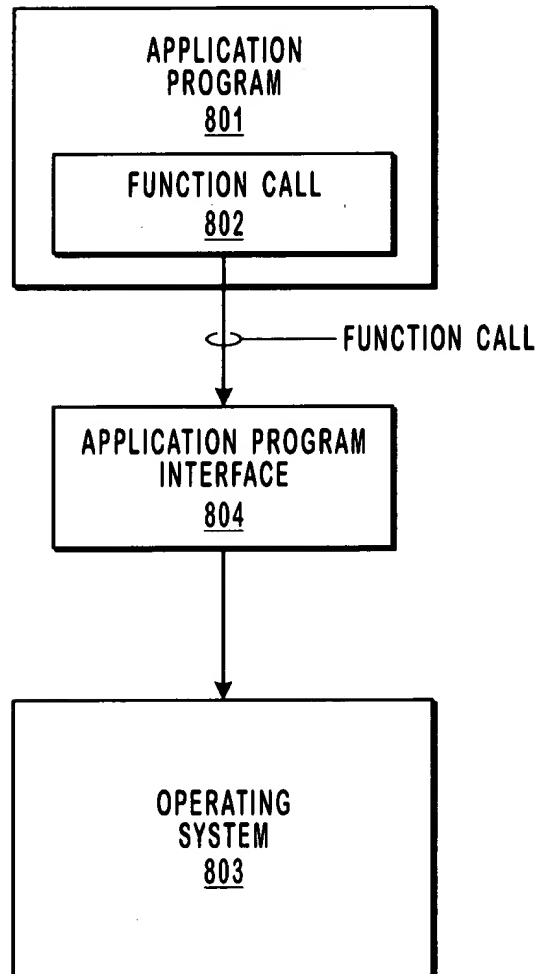 APPLICATION
PROGRAM
801
FUNCTION CALL
802
FUNCTION CALL
APPLICATION PROGRAM
INTERFACE
804
OPERATING
SYSTEM
803